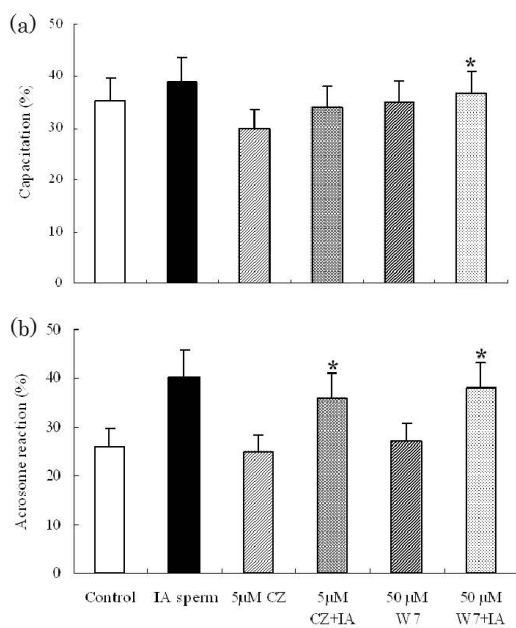 (a)
50
40
30
20
10
0
Capacitation (%)
*
(b)
50
40
30
20
10
0
Acrosome reaction (%)
*
*
Control IA sperm 5μM CZ 5μM 50 μM 50 μM
CZ+IA W7 W7+IA